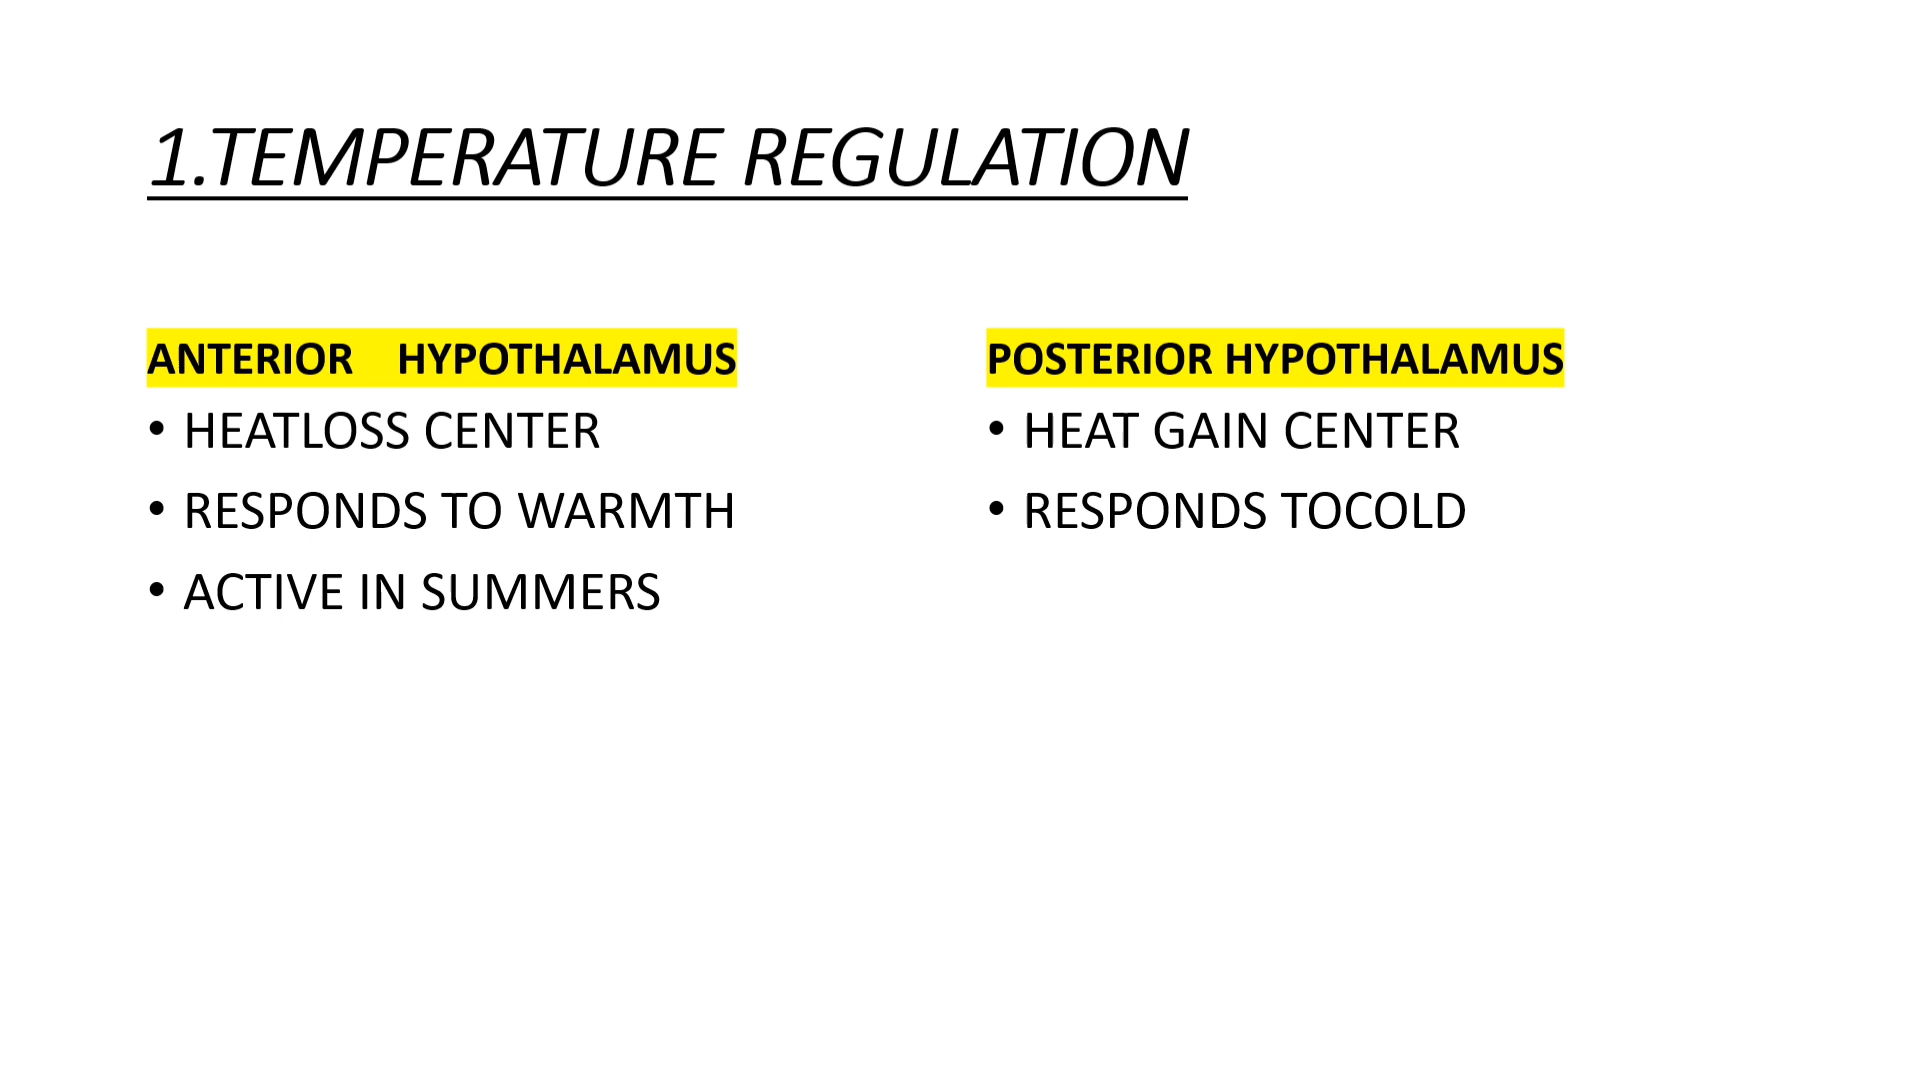 1.TEMPERATURE REGULATION
ANTERIOR    HYPOTHALAMUS
• HEATLOSS CENTER
• RESPONDS TO WARMTH
• ACTIVE IN SUMMERS
POSTERIOR HYPOTHALAMUS
• HEAT GAIN CENTER
• RESPONDS TOCOLD